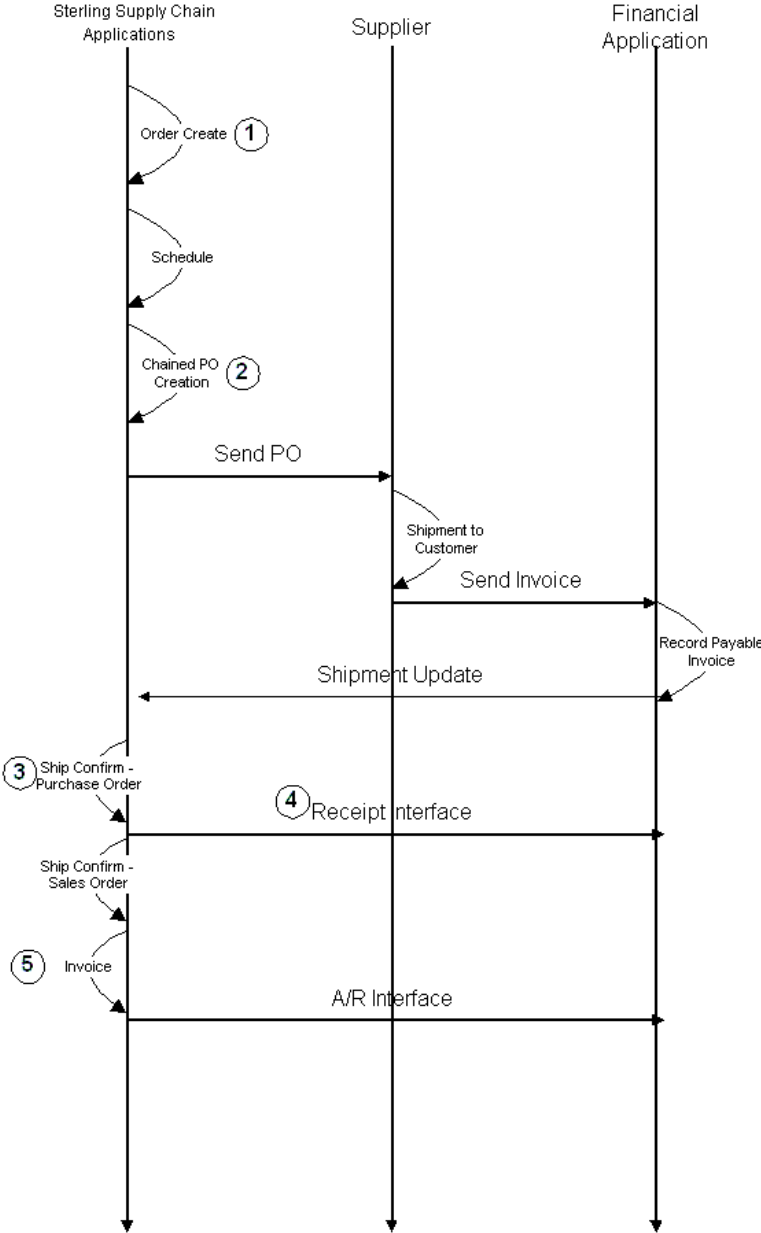 Sterling Supply Chain
Applications
Supplier
Financial
Application
Order Create 1
Schedule
Chained PO
Creation
2
Send PO
Shipment to
Customer
Send Invoice
Record Payable
Invoice
Shipment Update
3
Ship Confirm -
Purchase Order
4
Receipt Interface
Ship Confirm -
Sales Order
5 Invoice
A/R Interface